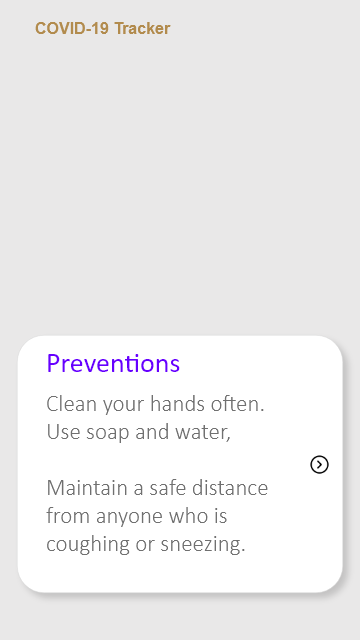 COVID-19 Tracker
Preventions
Clean your hands often.
Use soap and water,
Maintain a safe distance
from anyone who is
coughing or sneezing.